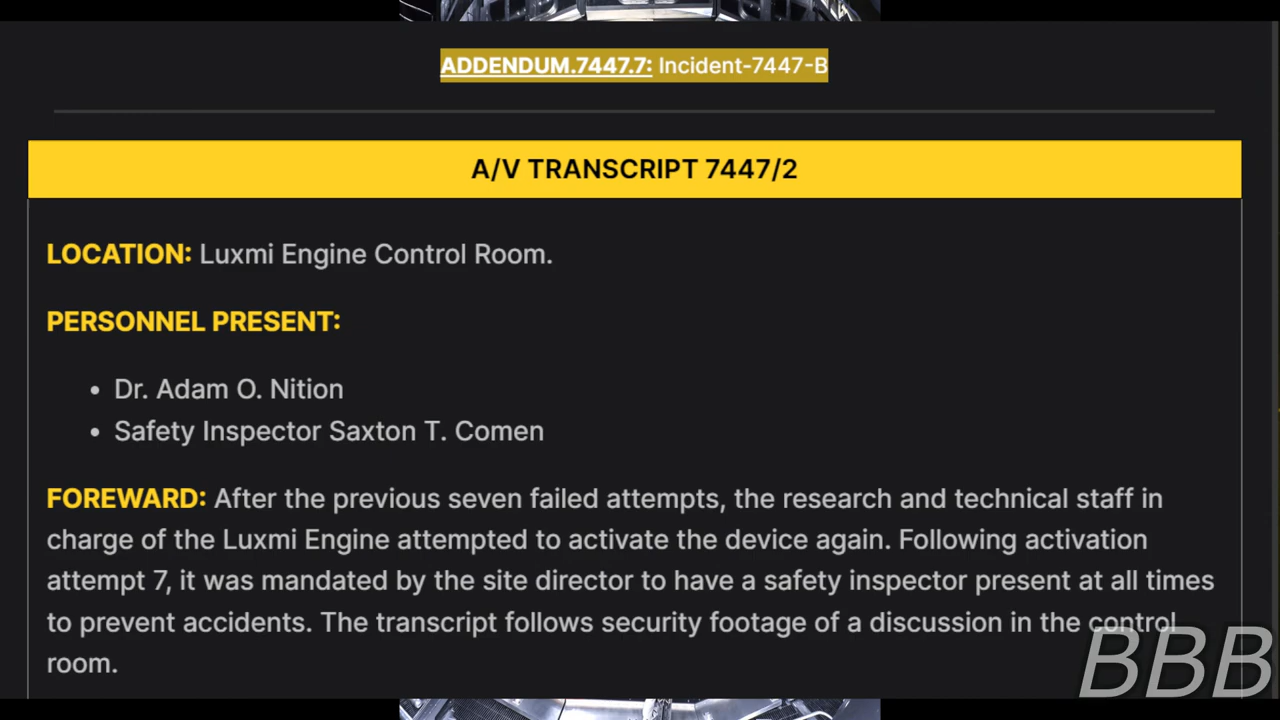 ADDENDUM.7447.7: Incident-7447-B
A/V TRANSCRIPT 7447/2
LOCATION: Luxmi Engine Control Room.
PERSONNEL PRESENT:
• Dr. Adam O. Nition
• Safety Inspector Saxton T. Comen
FOREWARD: After the previous seven failed attempts, the research and technical staff in
charge of the Luxmi Engine attempted to activate the device again. Following activation
attempt 7, it was mandated by the site director to have a safety inspector present at all times
to prevent accidents. The transcript follows security footage of a discussion in the control
room.
BBB